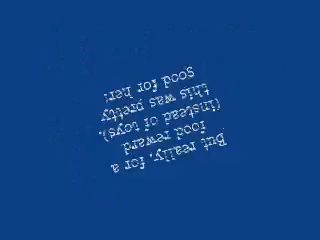 But really, for a
food reward
(instead of toys),
this was pretty
good for her: